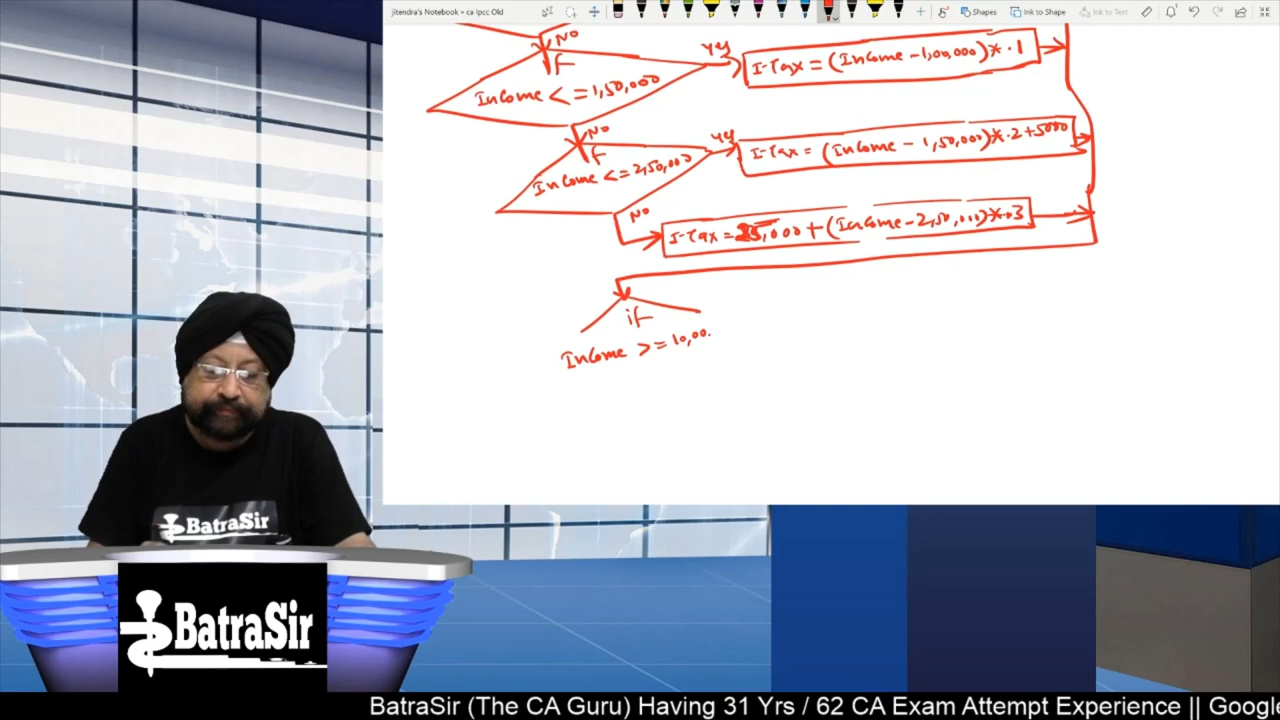 jitendra's Notebook > ca Ipcc Old
Shapes
Ink to Shape
Ink to Text
No
If
Income <= 1,50,000
Yes
I-Tax = (Income - 1,00,000) * .1
No
If
Income <= 2,50,000
Yes
I-Tax = (Income - 1,50,000) * .2 + 5000
No
I-Tax = 25,000 + (Income - 2,50,000) * .3
if
Income >= 10,00
BatraSir
BatraSir
BatraSir (The CA Guru) Having 31 Yrs / 62 CA Exam Attempt Experience || Google